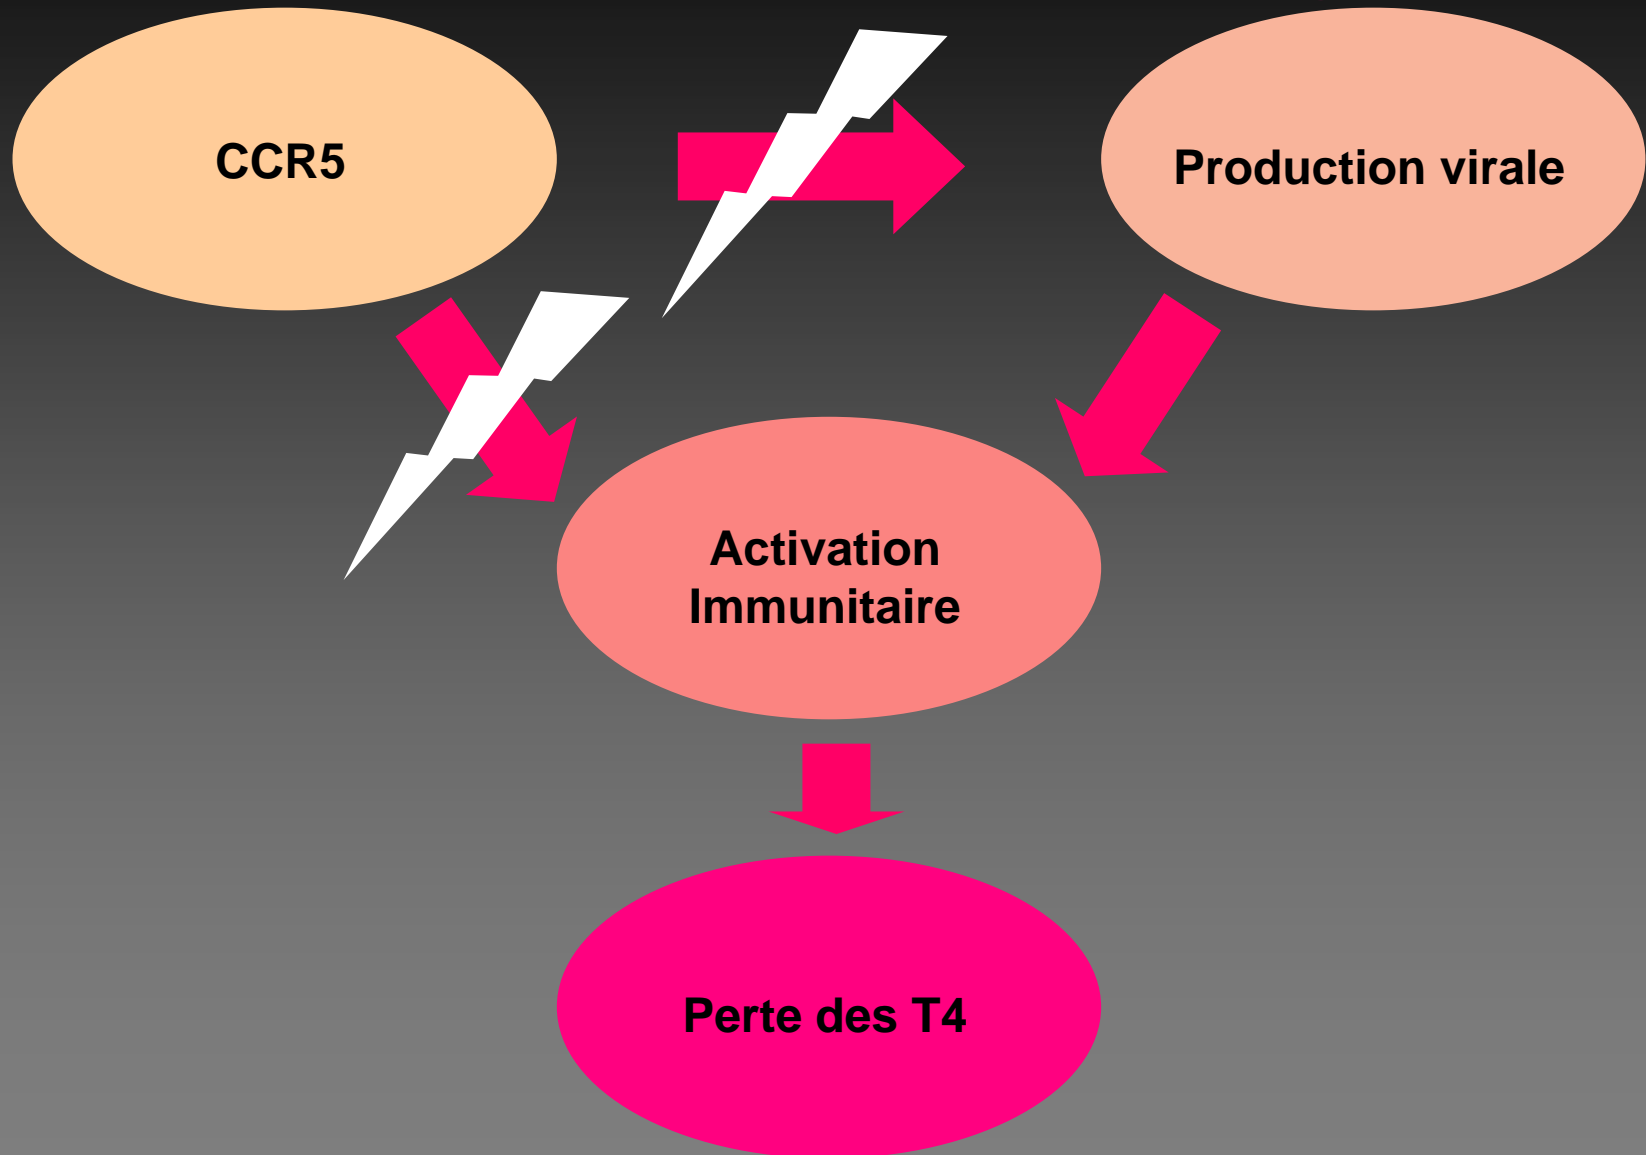 CCR5
Production virale
Activation
Immunitaire
Perte des T4